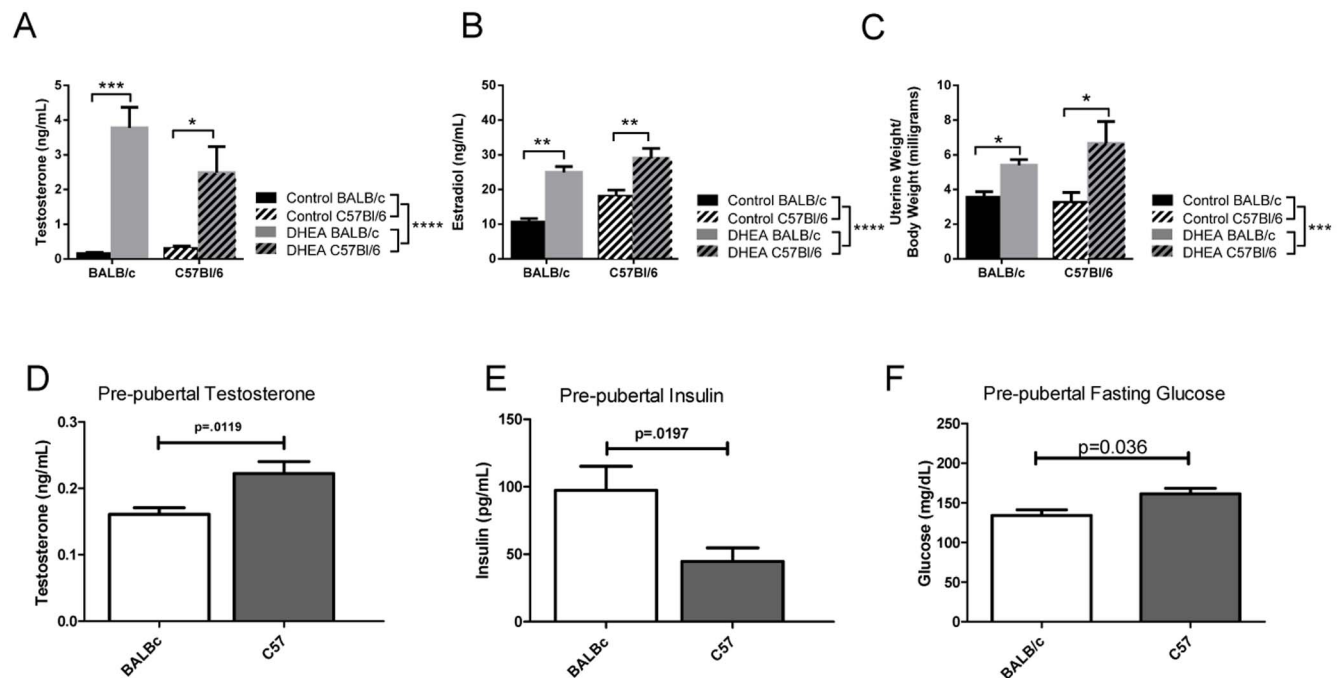 A
Testosterone (ng/mL)
5
4
3
2
1
0
***
*
BALB/c
C57Bl/6
Control BALB/c
Control C57Bl/6
DHEA BALB/c
DHEA C57Bl/6
****
B
Estradiol (ng/mL)
50
40
30
20
10
0
**
**
BALB/c
C57Bl/6
Control BALB/c
Control C57Bl/6
DHEA BALB/c
DHEA C57Bl/6
****
C
Uterine Weight/
Body Weight (milligrams)
10
8
6
4
2
0
*
*
BALB/c
C57Bl/6
Control BALB/c
Control C57Bl/6
DHEA BALB/c
DHEA C57Bl/6
***
D
Pre-pubertal Testosterone
Testosterone (ng/mL)
0.3
0.2
0.1
0.0
p=.0119
BALBc
C57
E
Pre-pubertal Insulin
Insulin (pg/mL)
150
100
50
0
p=.0197
BALBc
C57
F
Pre-pubertal Fasting Glucose
Glucose (mg/dL)
250
200
150
100
50
0
p=0.036
BALB/c
C57